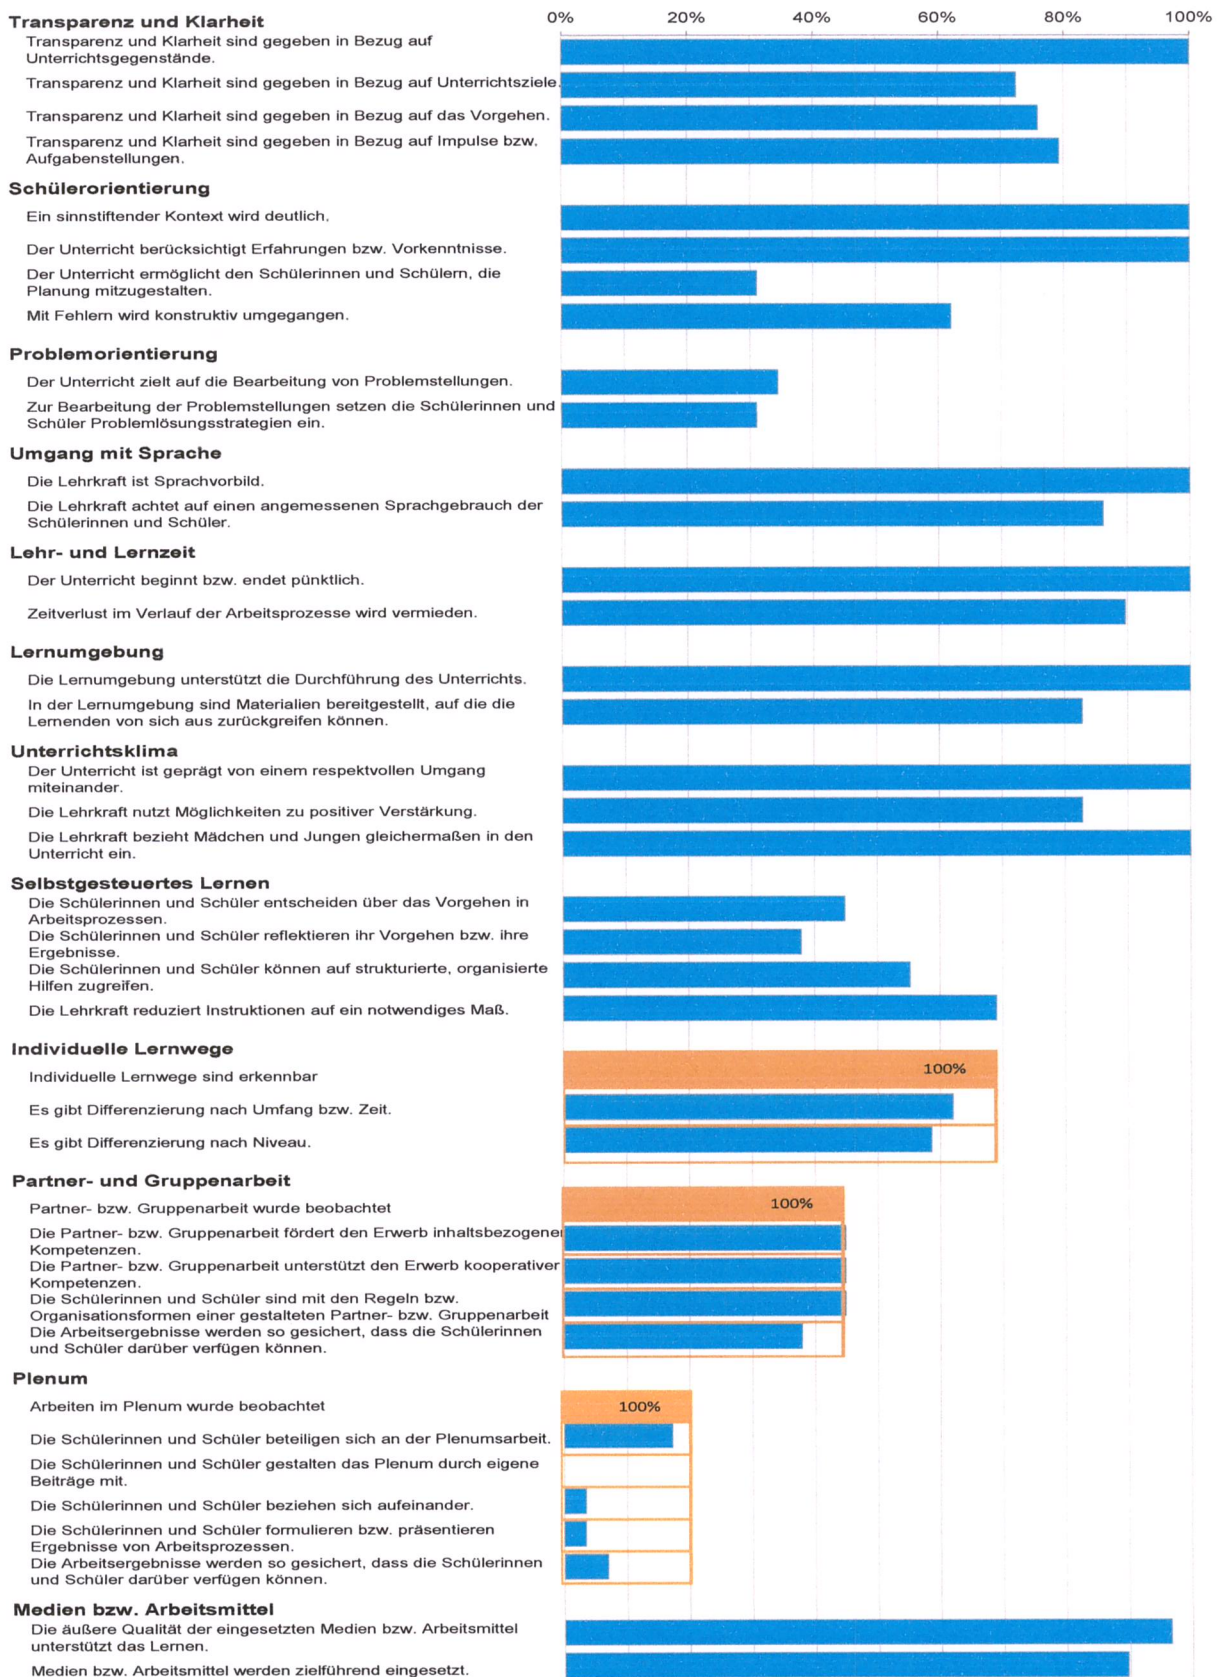 0% 20% 40% 60% 80% 100%
Transparenz und Klarheit
Transparenz und Klarheit sind gegeben in Bezug auf
Unterrichtsgegenstände.
Transparenz und Klarheit sind gegeben in Bezug auf Unterrichtsziele.
Transparenz und Klarheit sind gegeben in Bezug auf das Vorgehen.
Transparenz und Klarheit sind gegeben in Bezug auf Impulse bzw.
Aufgabenstellungen.
Schülerorientierung
Ein sinnstiftender Kontext wird deutlich.
Der Unterricht berücksichtigt Erfahrungen bzw. Vorkenntnisse.
Der Unterricht ermöglicht den Schülerinnen und Schülern, die
Planung mitzugestalten.
Mit Fehlern wird konstruktiv umgegangen.
Problemorientierung
Der Unterricht zielt auf die Bearbeitung von Problemstellungen.
Zur Bearbeitung der Problemstellungen setzen die Schülerinnen und
Schüler Problemlösungsstrategien ein.
Umgang mit Sprache
Die Lehrkraft ist Sprachvorbild.
Die Lehrkraft achtet auf einen angemessenen Sprachgebrauch der
Schülerinnen und Schüler.
Lehr- und Lernzeit
Der Unterricht beginnt bzw. endet pünktlich.
Zeitverlust im Verlauf der Arbeitsprozesse wird vermieden.
Lernumgebung
Die Lernumgebung unterstützt die Durchführung des Unterrichts.
In der Lernumgebung sind Materialien bereitgestellt, auf die die
Lernenden von sich aus zurückgreifen können.
Unterrichtsklima
Der Unterricht ist geprägt von einem respektvollen Umgang
miteinander.
Die Lehrkraft nutzt Möglichkeiten zu positiver Verstärkung.
Die Lehrkraft bezieht Mädchen und Jungen gleichermaßen in den
Unterricht ein.
Selbstgesteuertes Lernen
Die Schülerinnen und Schüler entscheiden über das Vorgehen in
Arbeitsprozessen.
Die Schülerinnen und Schüler reflektieren ihr Vorgehen bzw. ihre
Ergebnisse.
Die Schülerinnen und Schüler können auf strukturierte, organisierte
Hilfen zugreifen.
Die Lehrkraft reduziert Instruktionen auf ein notwendiges Maß.
Individuelle Lernwege
Individuelle Lernwege sind erkennbar 100%
Es gibt Differenzierung nach Umfang bzw. Zeit.
Es gibt Differenzierung nach Niveau.
Partner- und Gruppenarbeit
Partner- bzw. Gruppenarbeit wurde beobachtet 100%
Die Partner- bzw. Gruppenarbeit fördert den Erwerb inhaltsbezogener
Kompetenzen.
Die Partner- bzw. Gruppenarbeit unterstützt den Erwerb kooperativer
Kompetenzen.
Die Schülerinnen und Schüler sind mit den Regeln bzw.
Organisationsformen einer gestalteten Partner- bzw. Gruppenarbeit
Die Arbeitsergebnisse werden so gesichert, dass die Schülerinnen
und Schüler darüber verfügen können.
Plenum
Arbeiten im Plenum wurde beobachtet 100%
Die Schülerinnen und Schüler beteiligen sich an der Plenumsarbeit.
Die Schülerinnen und Schüler gestalten das Plenum durch eigene
Beiträge mit.
Die Schülerinnen und Schüler beziehen sich aufeinander.
Die Schülerinnen und Schüler formulieren bzw. präsentieren
Ergebnisse von Arbeitsprozessen.
Die Arbeitsergebnisse werden so gesichert, dass die Schülerinnen
und Schüler darüber verfügen können.
Medien bzw. Arbeitsmittel
Die äußere Qualität der eingesetzten Medien bzw. Arbeitsmittel
unterstützt das Lernen.
Medien bzw. Arbeitsmittel werden zielführend eingesetzt.